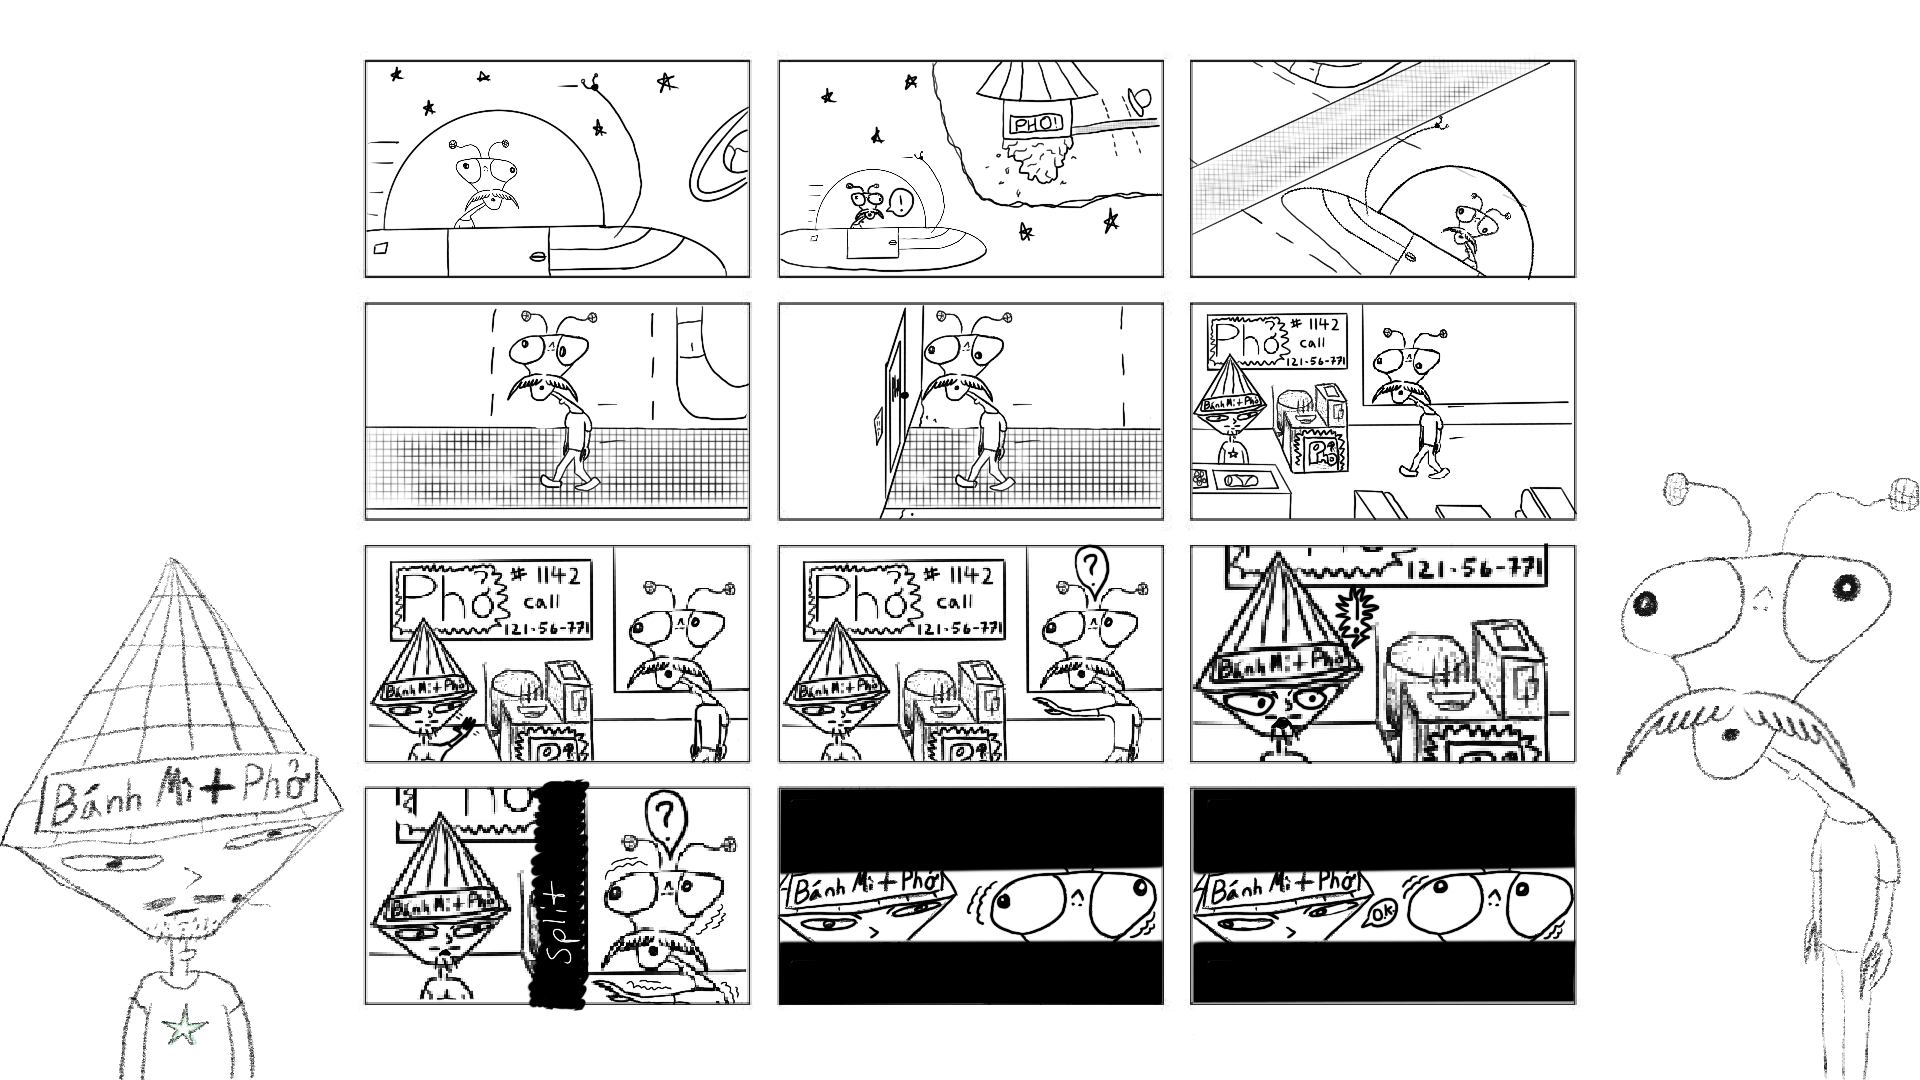 !
PHO!
Phở
# 1142
call
121-56-771
Bánh Mì + Phở
Phở
# 1142
call
121-56-771
Bánh Mì + Phở
?
Phở
# 1142
call
121-56-771
Bánh Mì + Phở
121-56-771
Bánh Mì + Phở
?
Bánh Mì + Phở
Split
Bánh Mì + Phở
Bánh Mì + Phở
OK
Bánh Mì + Phở